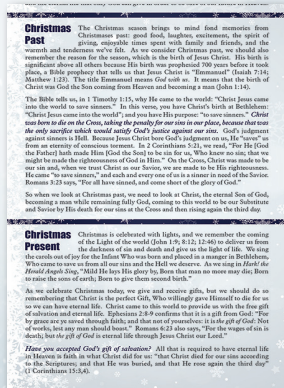 Christmas Past
The Christmas season brings to mind fond memories from
Christmases past: good food, laughter, excitement, the spirit of
giving, enjoyable times spent with family and friends, and the
warmth and tenderness we've felt. As we consider Christmas past, we should also
remember the reason for the season, which is the birth of Jesus Christ. His birth is
significant above all others because His birth was prophesied 700 years before it took
place, a Bible prophecy that tells us that Jesus Christ is "Emmanuel" (Isaiah 7:14;
Matthew 1:23). The title Emmanuel means God with us. It means that the birth of
Christ was God the Son coming from Heaven and becoming a man (John 1:14).
The Bible tells us, in 1 Timothy 1:15, why He came to the world: "Christ Jesus came
into the world to save sinners." In this verse, you have Christ's birth at Bethlehem:
"Christ Jesus came into the world"; and you have His purpose: "to save sinners." Christ
was born to die on the Cross, taking the penalty for our sins in our place, because that was
the only sacrifice which would satisfy God's justice against our sins. God's judgment
against sinners is Hell. Because Jesus Christ bore God's judgment on us, He "saves" us
from an eternity of conscious torment. In 2 Corinthians 5:21, we read, "For He [God
the Father] hath made Him [God the Son] to be sin for us, Who knew no sin; that we
might be made the righteousness of God in Him." On the Cross, Christ was made to be
our sin and, when we trust Christ as our Savior, we are made to be His righteousness.
He came "to save sinners," and each and every one of us is a sinner in need of the Savior.
Romans 3:23 says, "For all have sinned, and come short of the glory of God."
So when we look at Christmas past, we need to look at Christ, the eternal Son of God,
becoming a man while remaining fully God, coming to this world to be our Substitute
and Savior by His death for our sins at the Cross and then rising again the third day.
Christmas Present
Christmas is celebrated with lights, and we remember the coming
of the Light of the world (John 1:9; 8:12; 12:46) to deliver us from
the darkness of sin and death and give us the light of life. We sing
the carols out of joy for the Infant Who was born and placed in a manger in Bethlehem,
Who came to save us from all our sins and the Hell we deserve. As we sing in Hark! the
Herald Angels Sing, "Mild He lays His glory by, Born that no more may die; Born
to raise the sons of earth; Born to give them second birth."
As we celebrate Christmas today, we give and receive gifts, but we should do so
remembering that Christ is the perfect Gift, Who willingly gave Himself to die for us
so we can have eternal life. Christ came to this world to provide us with the free gift
of salvation and eternal life. Ephesians 2:8-9 confirms that it is a gift from God: "For
by grace are ye saved through faith; and that not of yourselves: it is the gift of God: Not
of works, lest any man should boast." Romans 6:23 also says, "For the wages of sin is
death; but the gift of God is eternal life through Jesus Christ our Lord."
Have you accepted God's gift of salvation? All that is required to have eternal life
in Heaven is faith in what Christ did for us: "that Christ died for our sins according
to the Scriptures; and that He was buried, and that He rose again the third day"
(1 Corinthians 15:3,4).